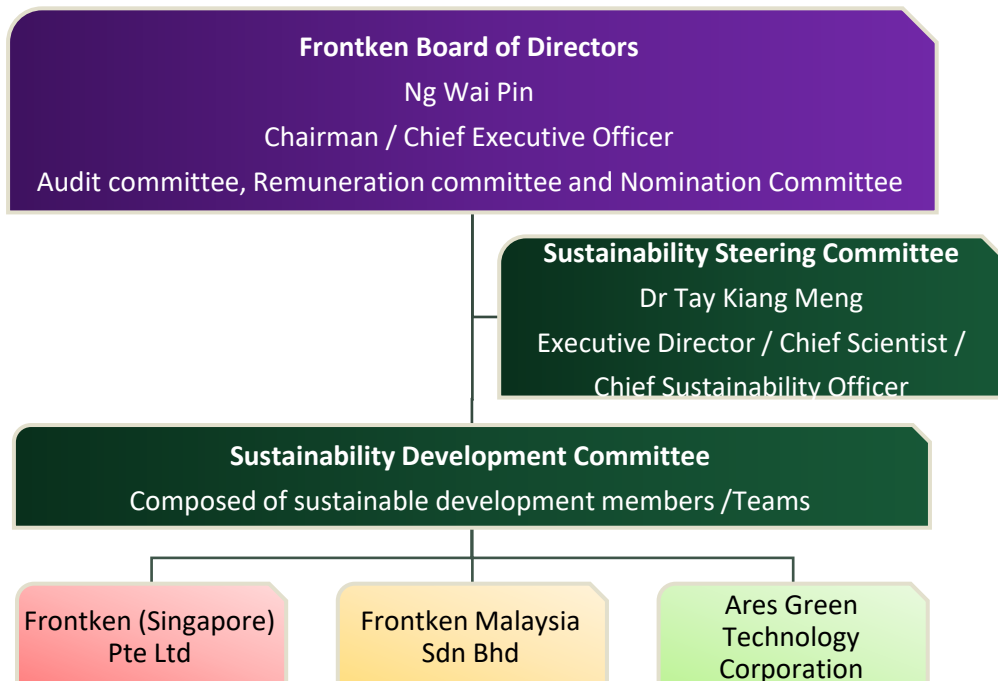 Frontken Board of Directors
Ng Wai Pin
Chairman / Chief Executive Officer
Audit committee, Remuneration committee and Nomination Committee
Sustainability Steering Committee
Dr Tay Kiang Meng
Executive Director / Chief Scientist /
Chief Sustainability Officer
Sustainability Development Committee
Composed of sustainable development members /Teams
Frontken (Singapore)
Pte Ltd
Frontken Malaysia
Sdn Bhd
Ares Green
Technology
Corporation